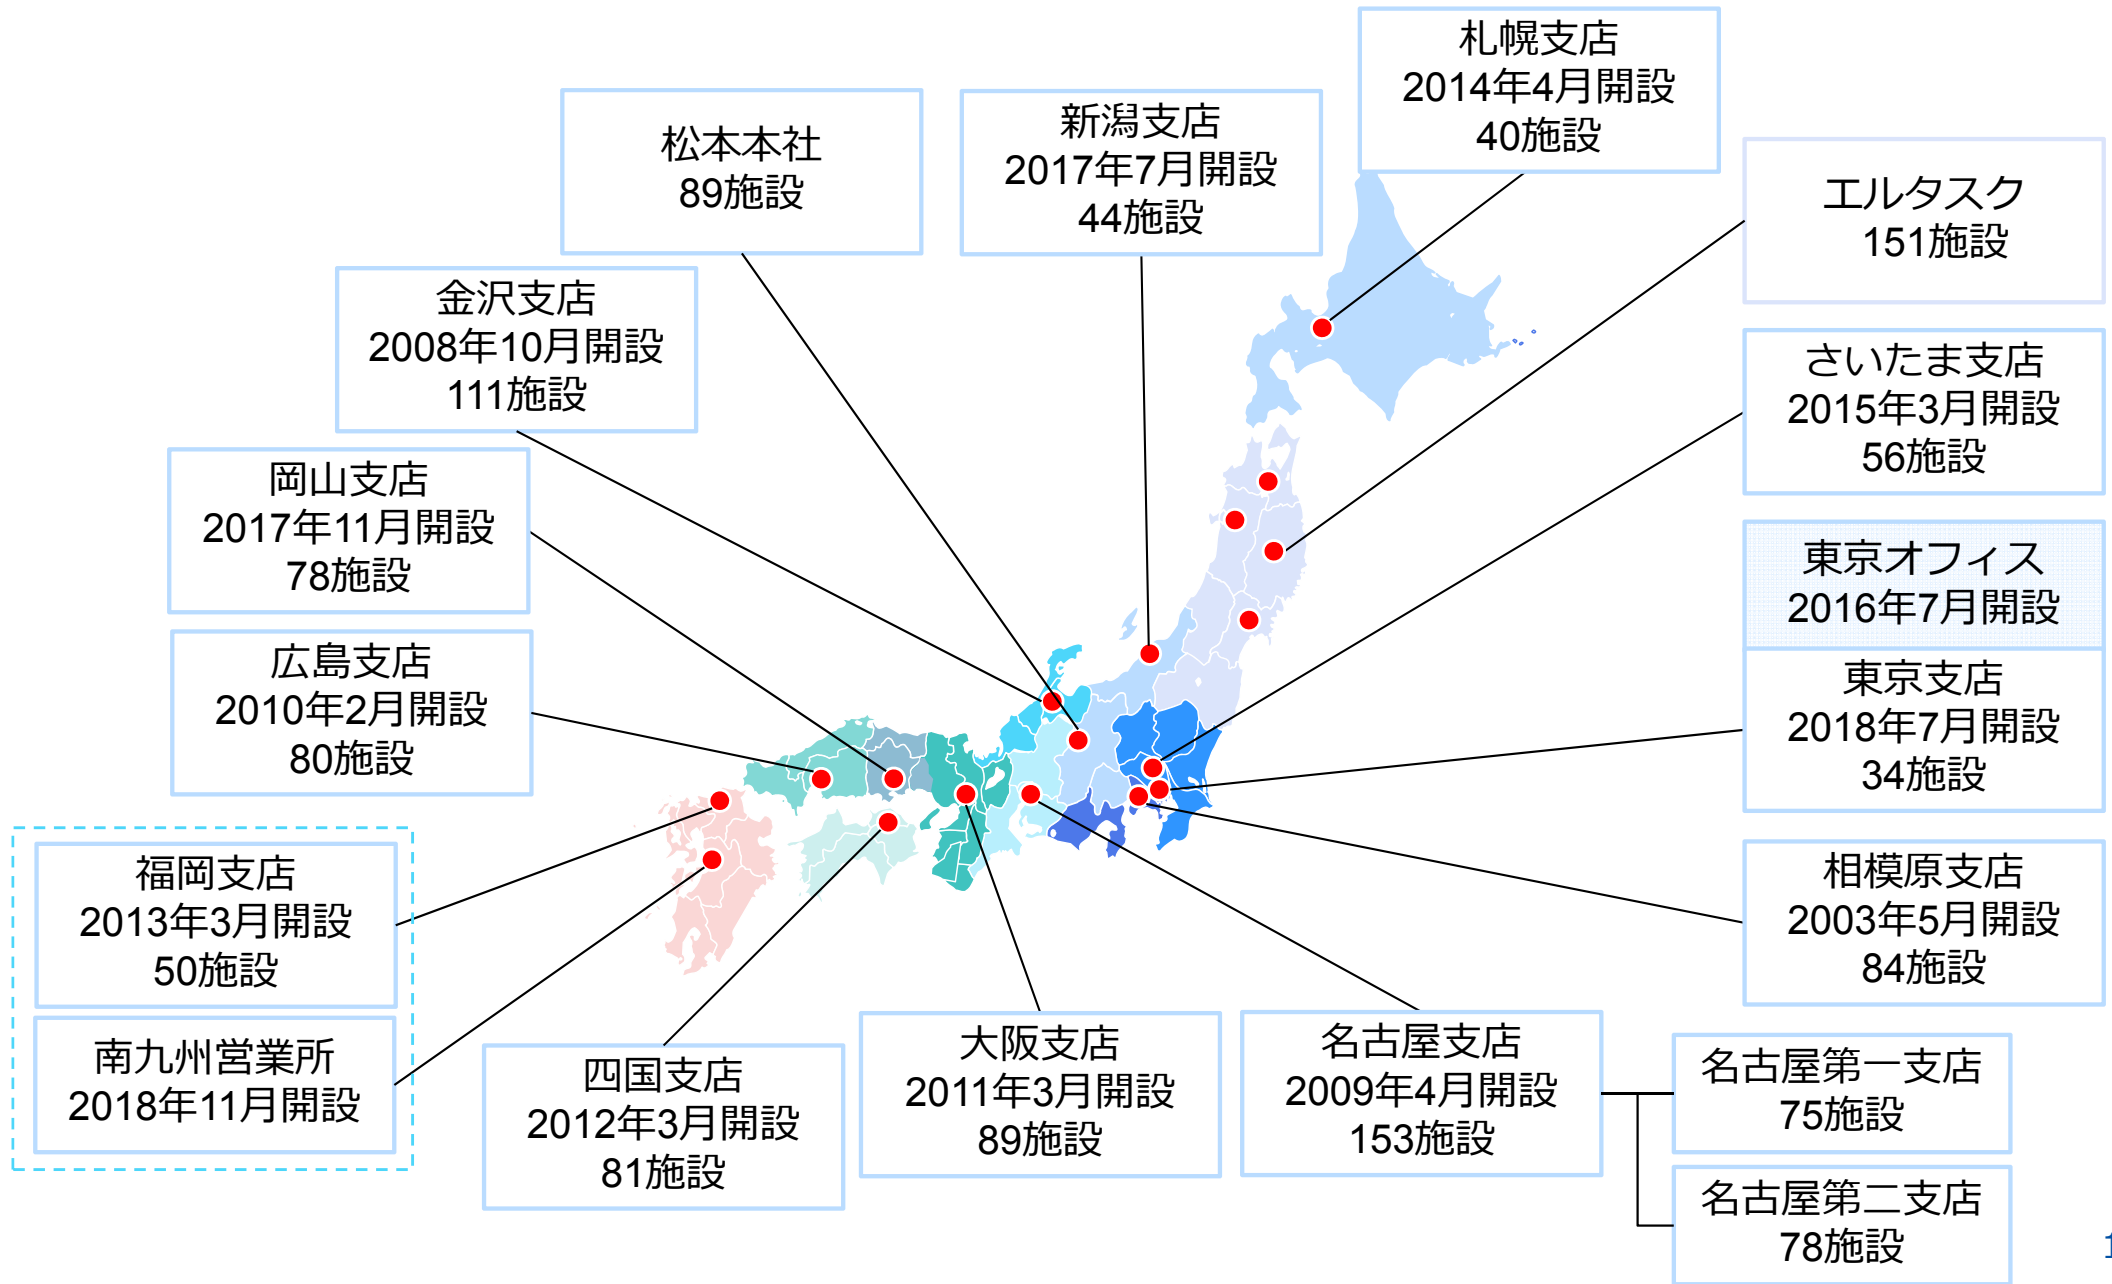 札幌支店
2014年4月開設
40施設
松本本社
89施設
新潟支店
2017年7月開設
44施設
エルタスク
151施設
金沢支店
2008年10月開設
111施設
さいたま支店
2015年3月開設
56施設
岡山支店
2017年11月開設
78施設
東京オフィス
2016年7月開設
広島支店
2010年2月開設
80施設
東京支店
2018年7月開設
34施設
福岡支店
2013年3月開設
50施設
相模原支店
2003年5月開設
84施設
南九州営業所
2018年11月開設
四国支店
2012年3月開設
81施設
大阪支店
2011年3月開設
89施設
名古屋支店
2009年4月開設
153施設
名古屋第一支店
75施設
名古屋第二支店
78施設